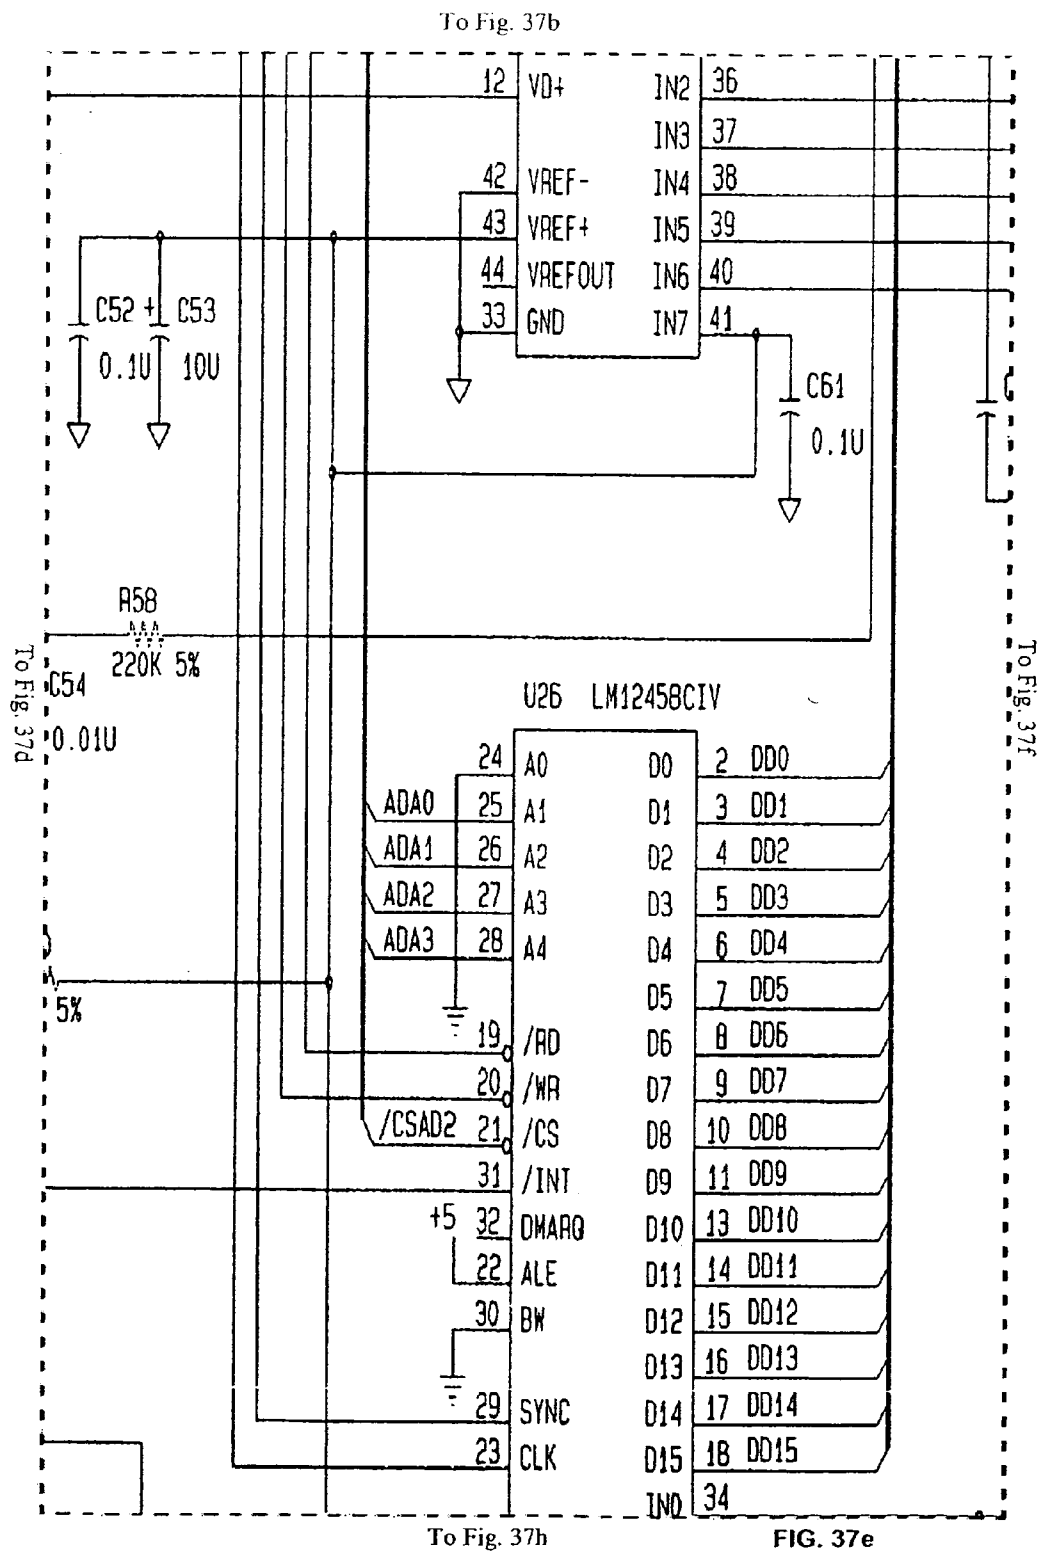 To Fig. 37b
12 VD+ IN2 36
IN3 37
42 VREF- IN4 38
43 VREF+ IN5 39
44 VREFOUT IN6 40
33 GND IN7 41
C52 + C53
0.1U 10U
C61
0.1U
R58
220K 5%
To Fig. 37d
To Fig. 37f
C54
0.01U
U26 LM12458CIV
24 A0 D0 2 DD0
ADA0 25 A1 D1 3 DD1
ADA1 26 A2 D2 4 DD2
ADA2 27 A3 D3 5 DD3
ADA3 28 A4 D4 6 DD4
D5 7 DD5
5%
19 /RD D6 8 DD6
20 /WR D7 9 DD7
/CSAD2 21 /CS D8 10 DD8
31 /INT D9 11 DD9
+5 32 DMARQ D10 13 DD10
22 ALE D11 14 DD11
30 BW D12 15 DD12
D13 16 DD13
29 SYNC D14 17 DD14
23 CLK D15 18 DD15
IN0 34
To Fig. 37h
FIG. 37e